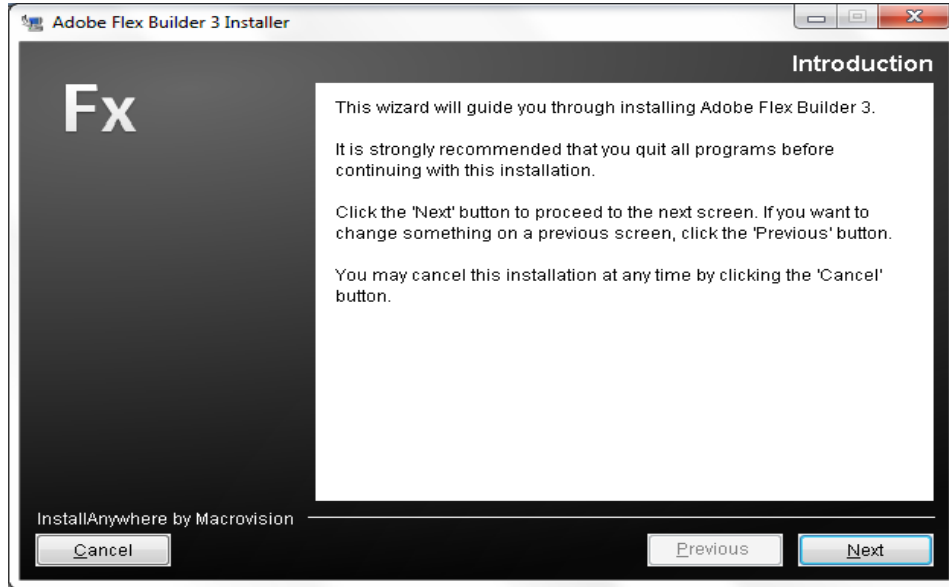 Adobe Flex Builder 3 Installer
Introduction
Fx
This wizard will guide you through installing Adobe Flex Builder 3.
It is strongly recommended that you quit all programs before
continuing with this installation.
Click the 'Next' button to proceed to the next screen. If you want to
change something on a previous screen, click the 'Previous' button.
You may cancel this installation at any time by clicking the 'Cancel'
button.
InstallAnywhere by Macrovision
Cancel
Previous
Next